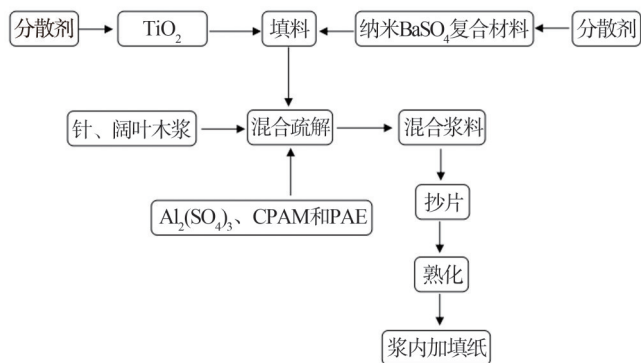 分散剂
TiO₂
填料
纳米BaSO₄复合材料
分散剂
针、阔叶木浆
混合疏解
混合浆料
Al₂(SO₄)₃、CPAM和PAE
抄片
熟化
浆内加填纸